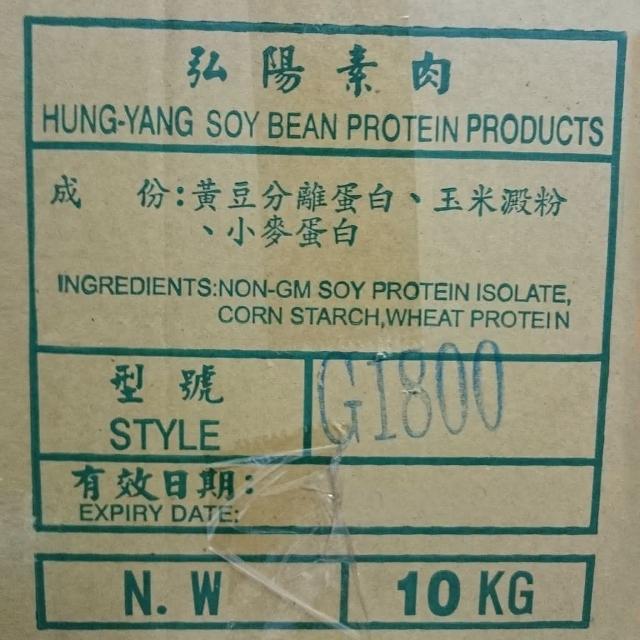 弘陽素肉
HUNG-YANG SOY BEAN PROTEIN PRODUCTS
成 份:黃豆分離蛋白、玉米澱粉
、小麥蛋白
INGREDIENTS:NON-GM SOY PROTEIN ISOLATE,
CORN STARCH,WHEAT PROTEIN
型號
STYLE
G1800
有效日期:
EXPIRY DATE:
N. W
10 KG